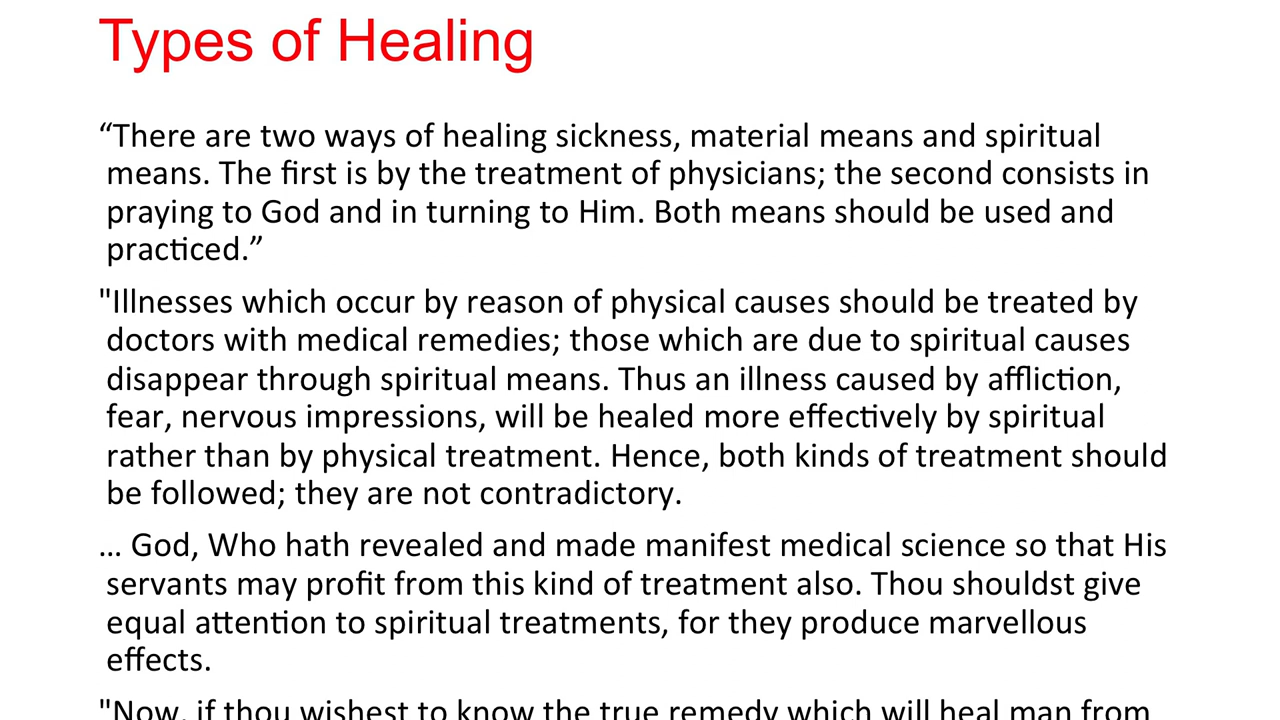 Types of Healing
“There are two ways of healing sickness, material means and spiritual
means. The first is by the treatment of physicians; the second consists in
praying to God and in turning to Him. Both means should be used and
practiced.”
"Illnesses which occur by reason of physical causes should be treated by
doctors with medical remedies; those which are due to spiritual causes
disappear through spiritual means. Thus an illness caused by affliction,
fear, nervous impressions, will be healed more effectively by spiritual
rather than by physical treatment. Hence, both kinds of treatment should
be followed; they are not contradictory.
... God, Who hath revealed and made manifest medical science so that His
servants may profit from this kind of treatment also. Thou shouldst give
equal attention to spiritual treatments, for they produce marvellous
effects.
"Now, if thou wishest to know the true remedy which will heal man from